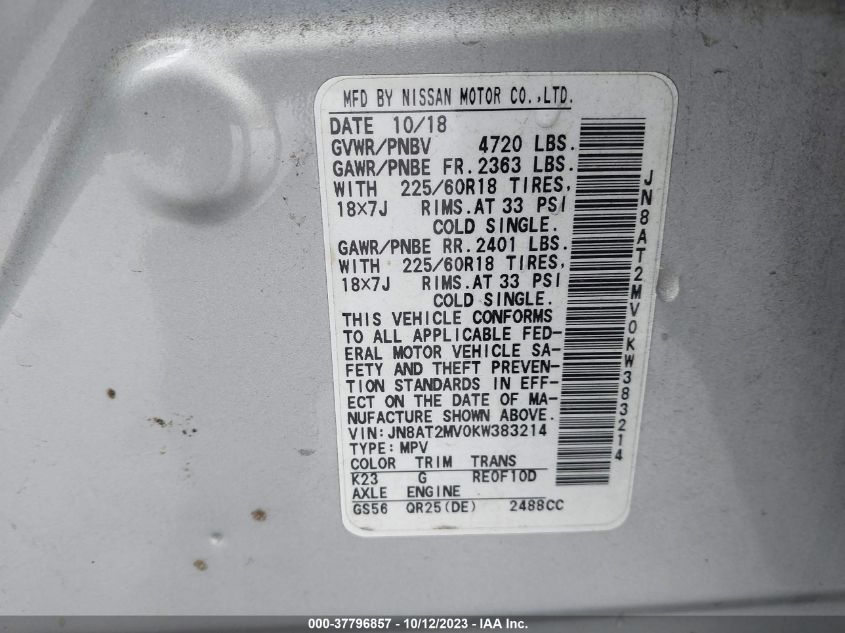 MFD BY NISSAN MOTOR CO.,LTD.
DATE 10/18
GVWR/PNBV 4720 LBS.
GAWR/PNBE FR. 2363 LBS.
WITH 225/60R18 TIRES,
18×7J RIMS.AT 33 PSI
COLD SINGLE.
GAWR/PNBE RR. 2401 LBS.
WITH 225/60R18 TIRES,
18×7J RIMS.AT 33 PSI
COLD SINGLE.
THIS VEHICLE CONFORMS
TO ALL APPLICABLE FED-
ERAL MOTOR VEHICLE SA-
FETY AND THEFT PREVEN-
TION STANDARDS IN EFF-
ECT ON THE DATE OF MA-
NUFACTURE SHOWN ABOVE.
VIN:JN8AT2MV0KW383214
TYPE:MPV
COLOR TRIM TRANS
K23 G RE0F10D
AXLE ENGINE
GS56 QR25(DE) 2488CC
JN8AT2MV0KW383214
000-37796857 - 10/12/2023 - IAA Inc.